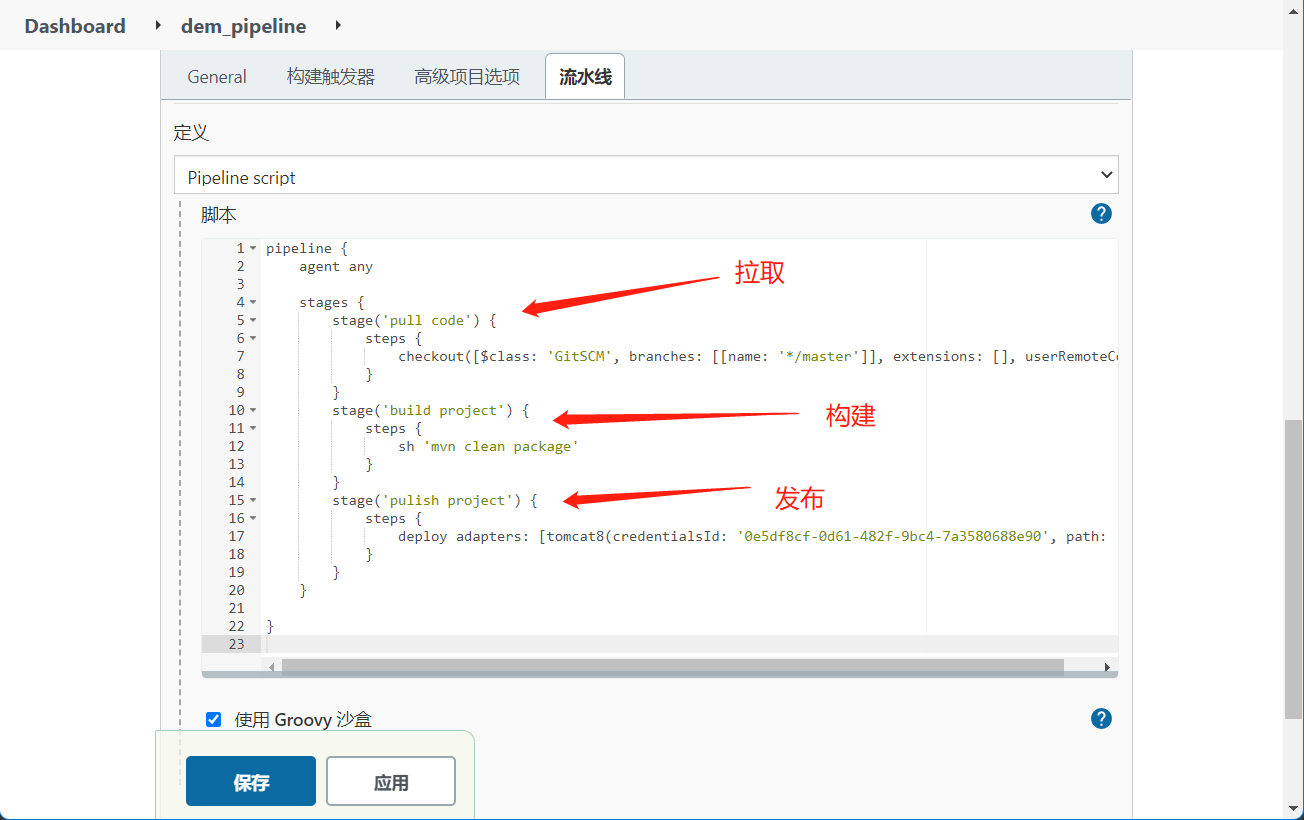 Dashboard dem_pipeline
General 构建触发器 高级项目选项 流水线
定义
Pipeline script
脚本
?
1 pipeline {
2 agent any
拉取
3
4 stages {
5 stage('pull code') {
6 steps {
7 checkout([$class: 'GitSCM', branches: [[name: '*/master']], extensions: [], userRemoteCo
8 }
9 }
10 stage('build project') {
构建
11 steps {
12 sh 'mvn clean package'
13 }
14 }
15 stage('pulish project') {
发布
16 steps {
17 deploy adapters: [tomcat8(credentialsId: '0e5df8cf-0d61-482f-9bc4-7a3580688e90', path:
18 }
19 }
20 }
21
22 }
23
使用 Groovy 沙盒
?
保存 应用